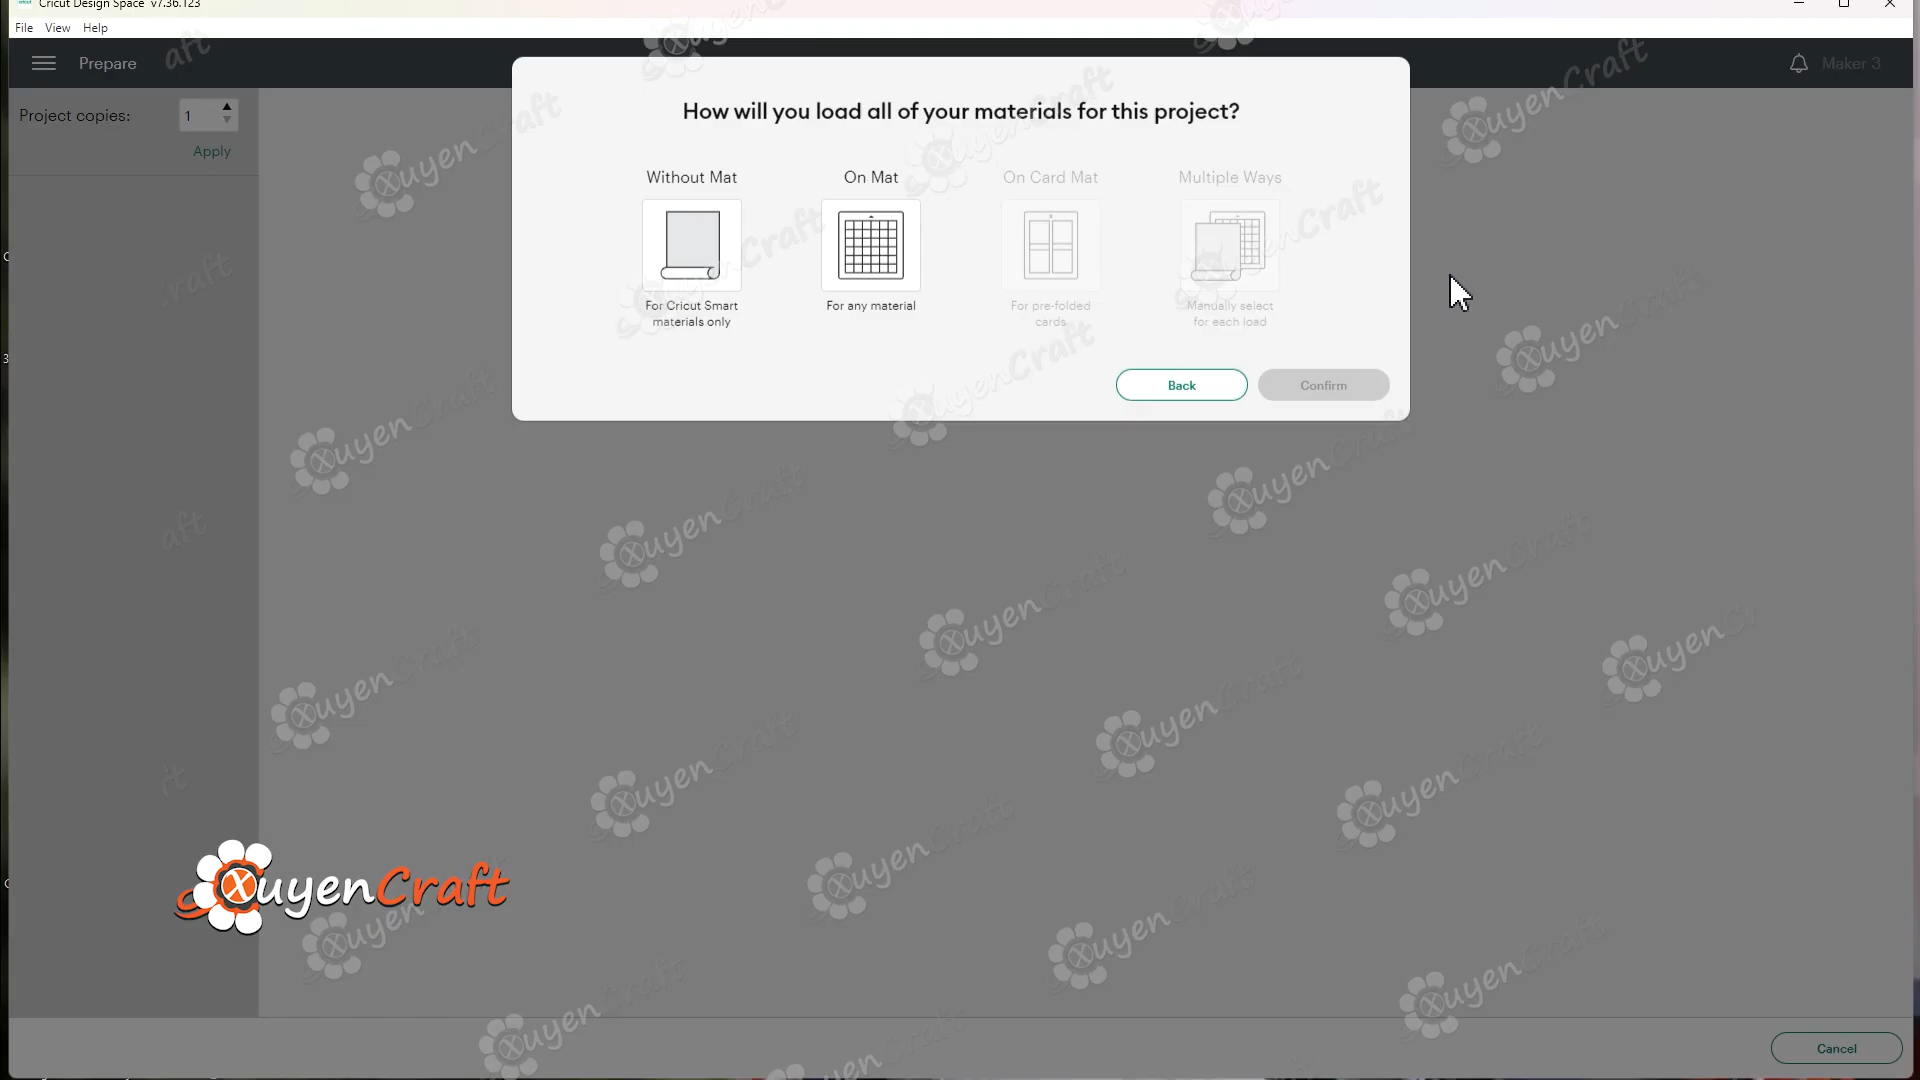 Cricut Design Space v7.36.123
File View Help
Prepare
Maker 3
Project copies: 1
Apply
How will you load all of your materials for this project?
Without Mat
On Mat
On Card Mat
Multiple Ways
For Cricut Smart
materials only
For any material
For pre-folded
cards
Manually select
for each load
Back
Confirm
XuyenCraft
Cancel